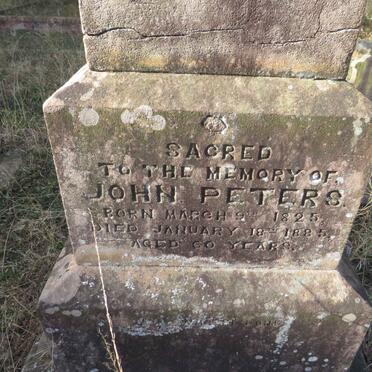 SACRED
TO THE MEMORY OF
JOHN PETERS.
BORN MARCH 9TH 1825.
DIED JANUARY 18TH 1885.
AGED 60 YEARS.